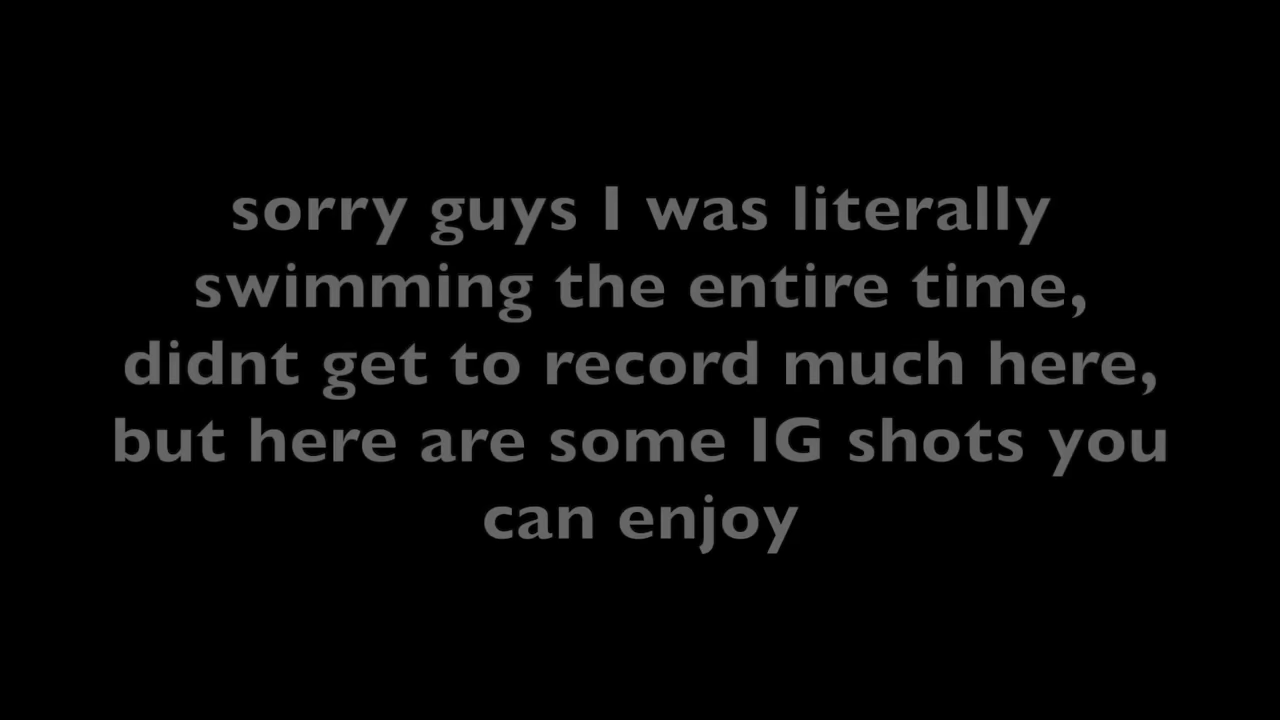 sorry guys I was literally
swimming the entire time,
didnt get to record much here,
but here are some IG shots you
can enjoy